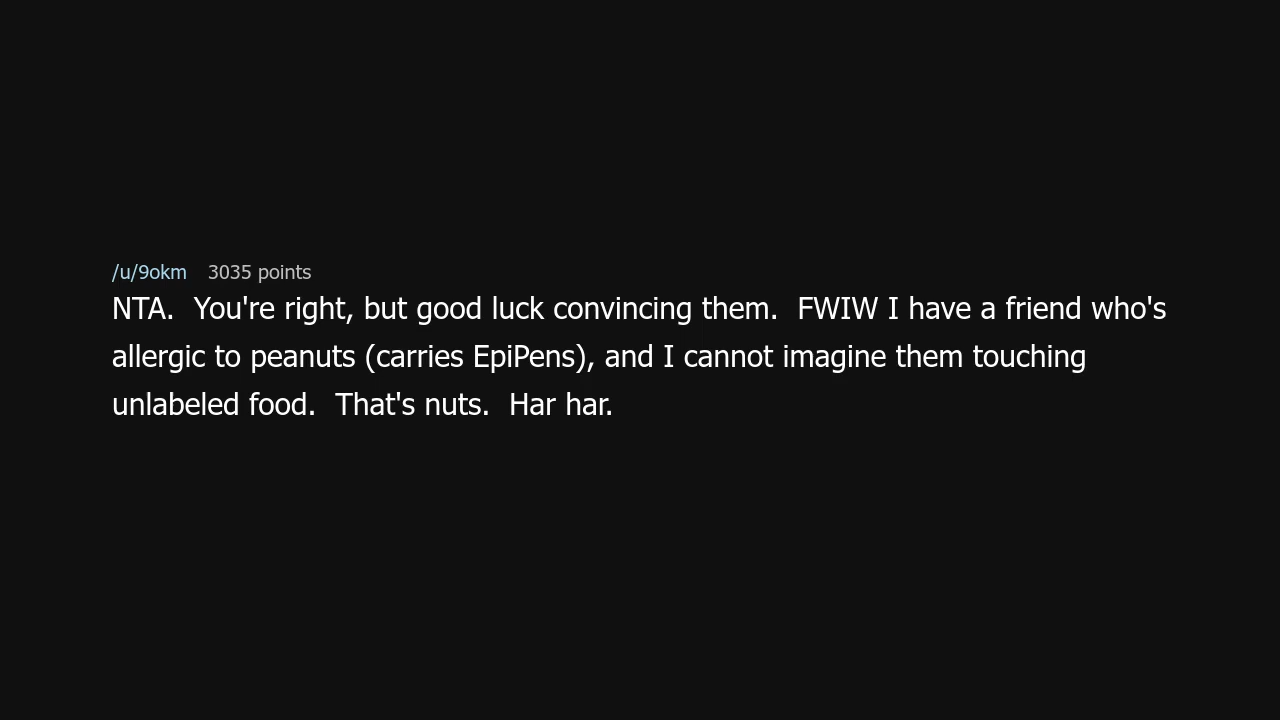 /u/9okm 3035 points
NTA.  You're right, but good luck convincing them.  FWIW I have a friend who's
allergic to peanuts (carries EpiPens), and I cannot imagine them touching
unlabeled food.  That's nuts.  Har har.